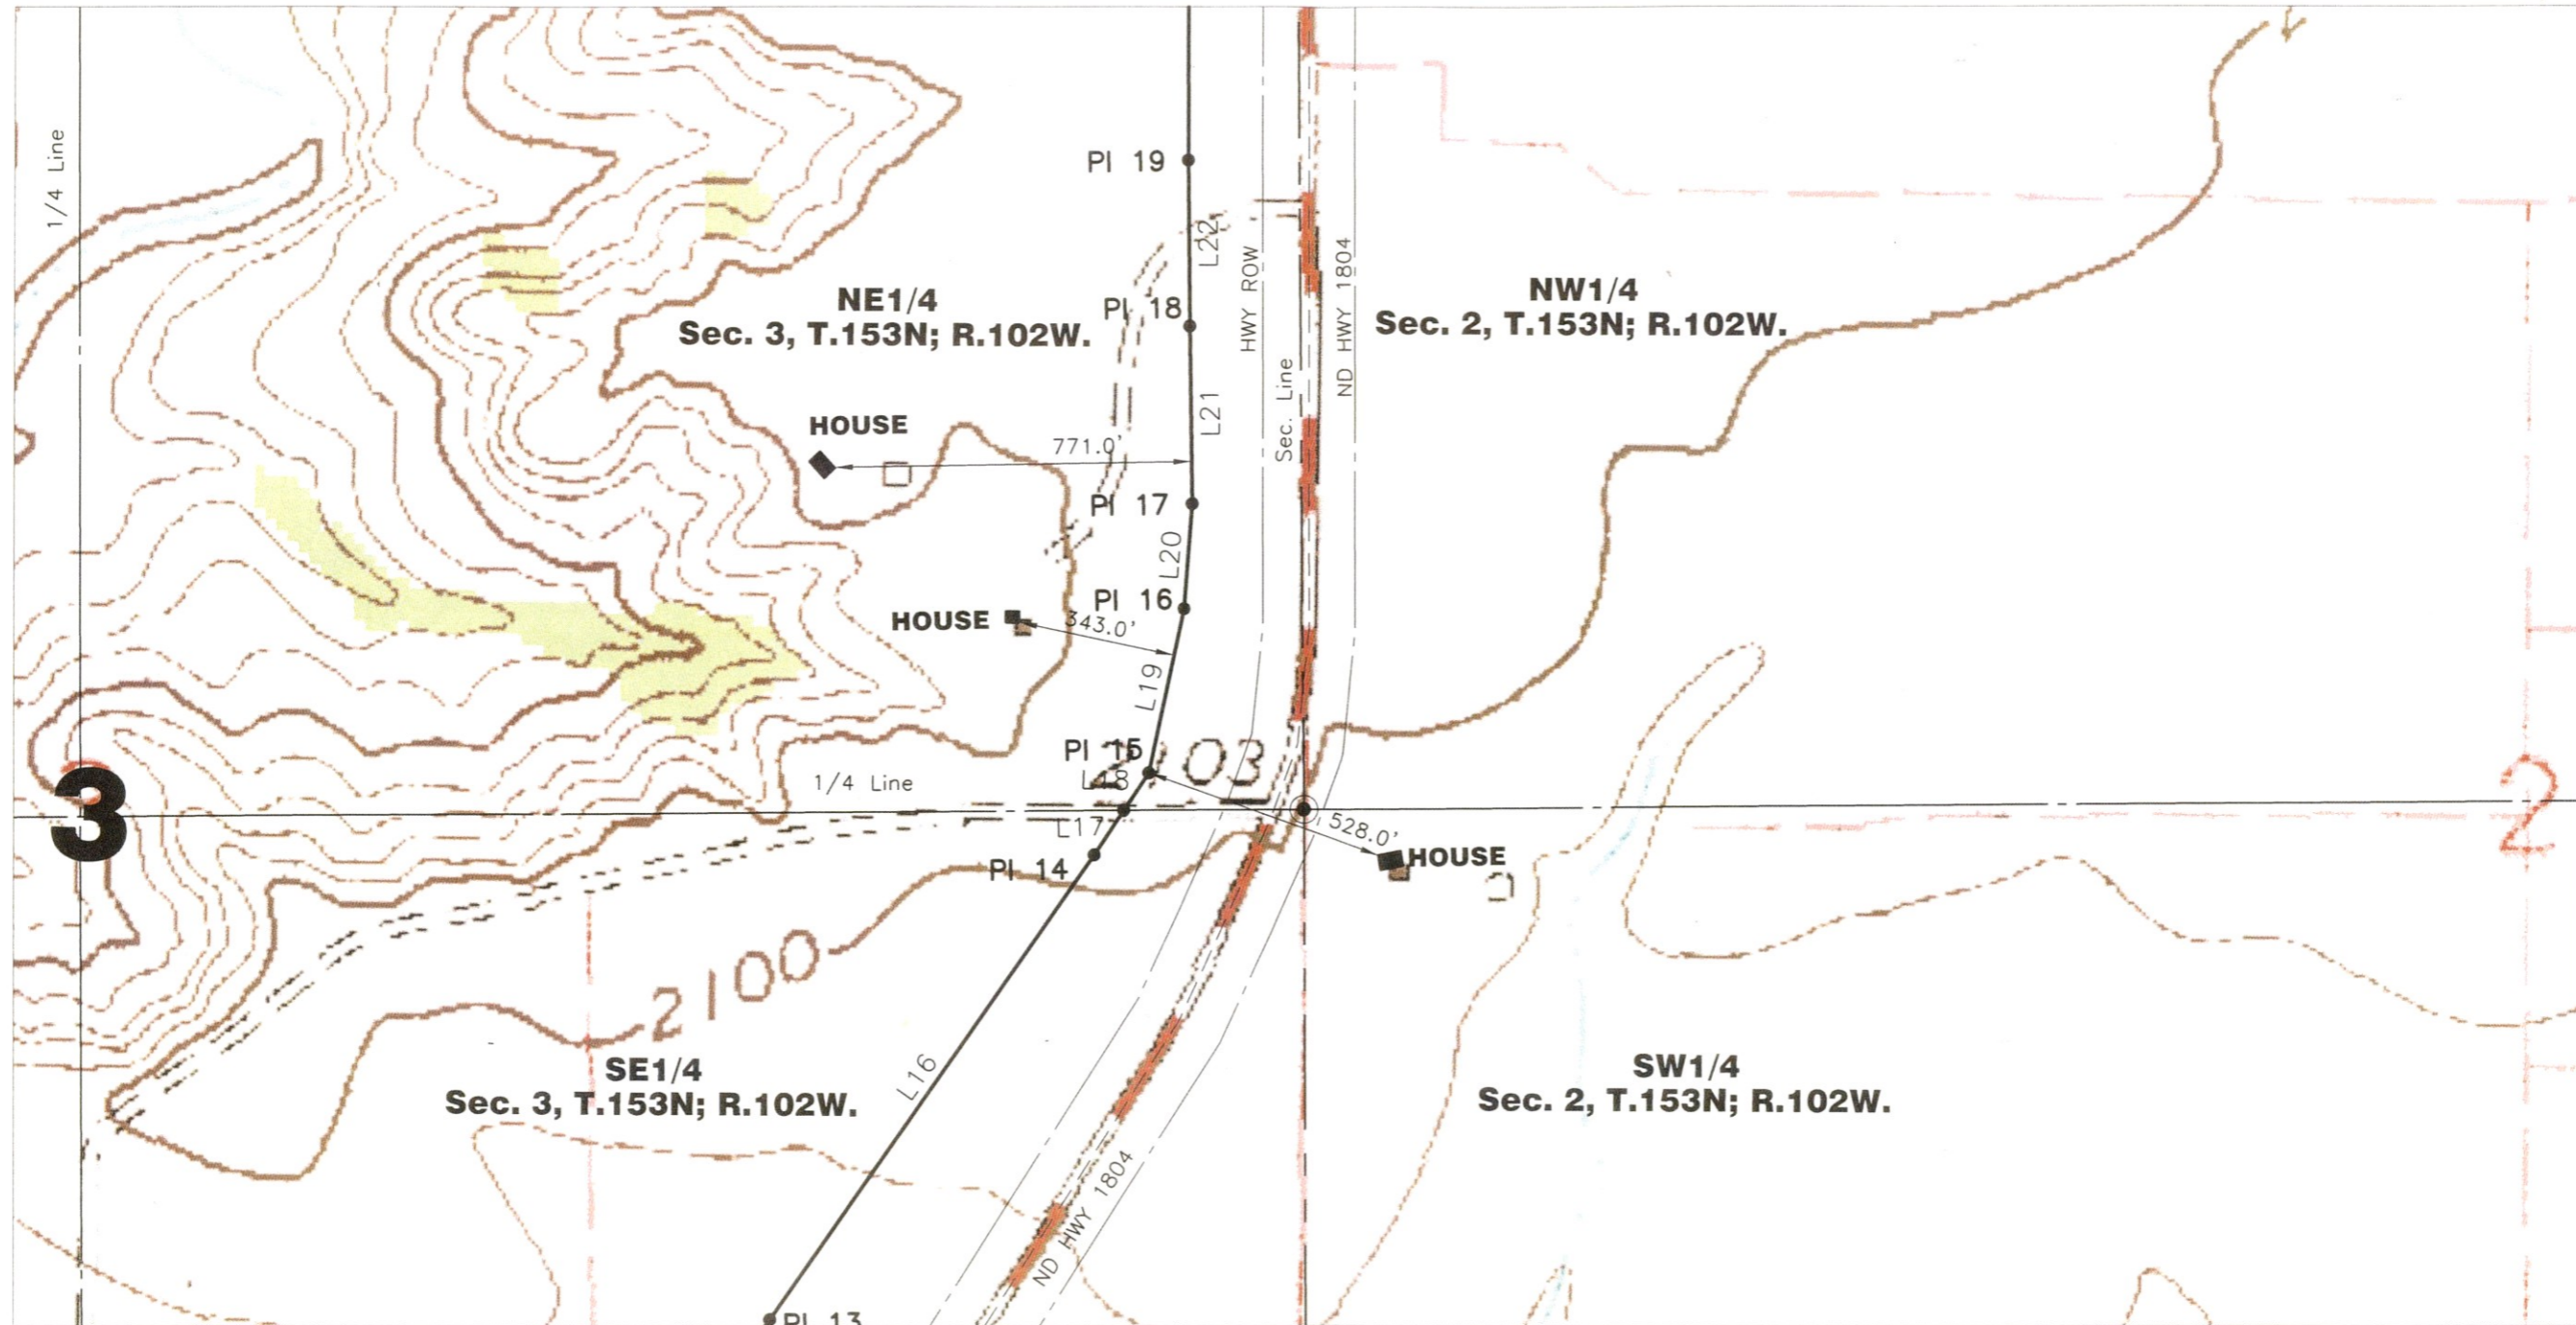 1/4 Line
PI 19
L22
HWY ROW
ND HWY 1804
NE1/4
Sec. 3, T.153N; R.102W.
PI 18
NW1/4
Sec. 2, T.153N; R.102W.
Sec. Line
L21
HOUSE
771.0'
PI 17
L20
PI 16
HOUSE
343.0'
L19
PI 15
2103
L18
1/4 Line
3
2
L17
528.0'
HOUSE
PI 14
2100
L16
SE1/4
Sec. 3, T.153N; R.102W.
SW1/4
Sec. 2, T.153N; R.102W.
ND HWY 1804
PI 13